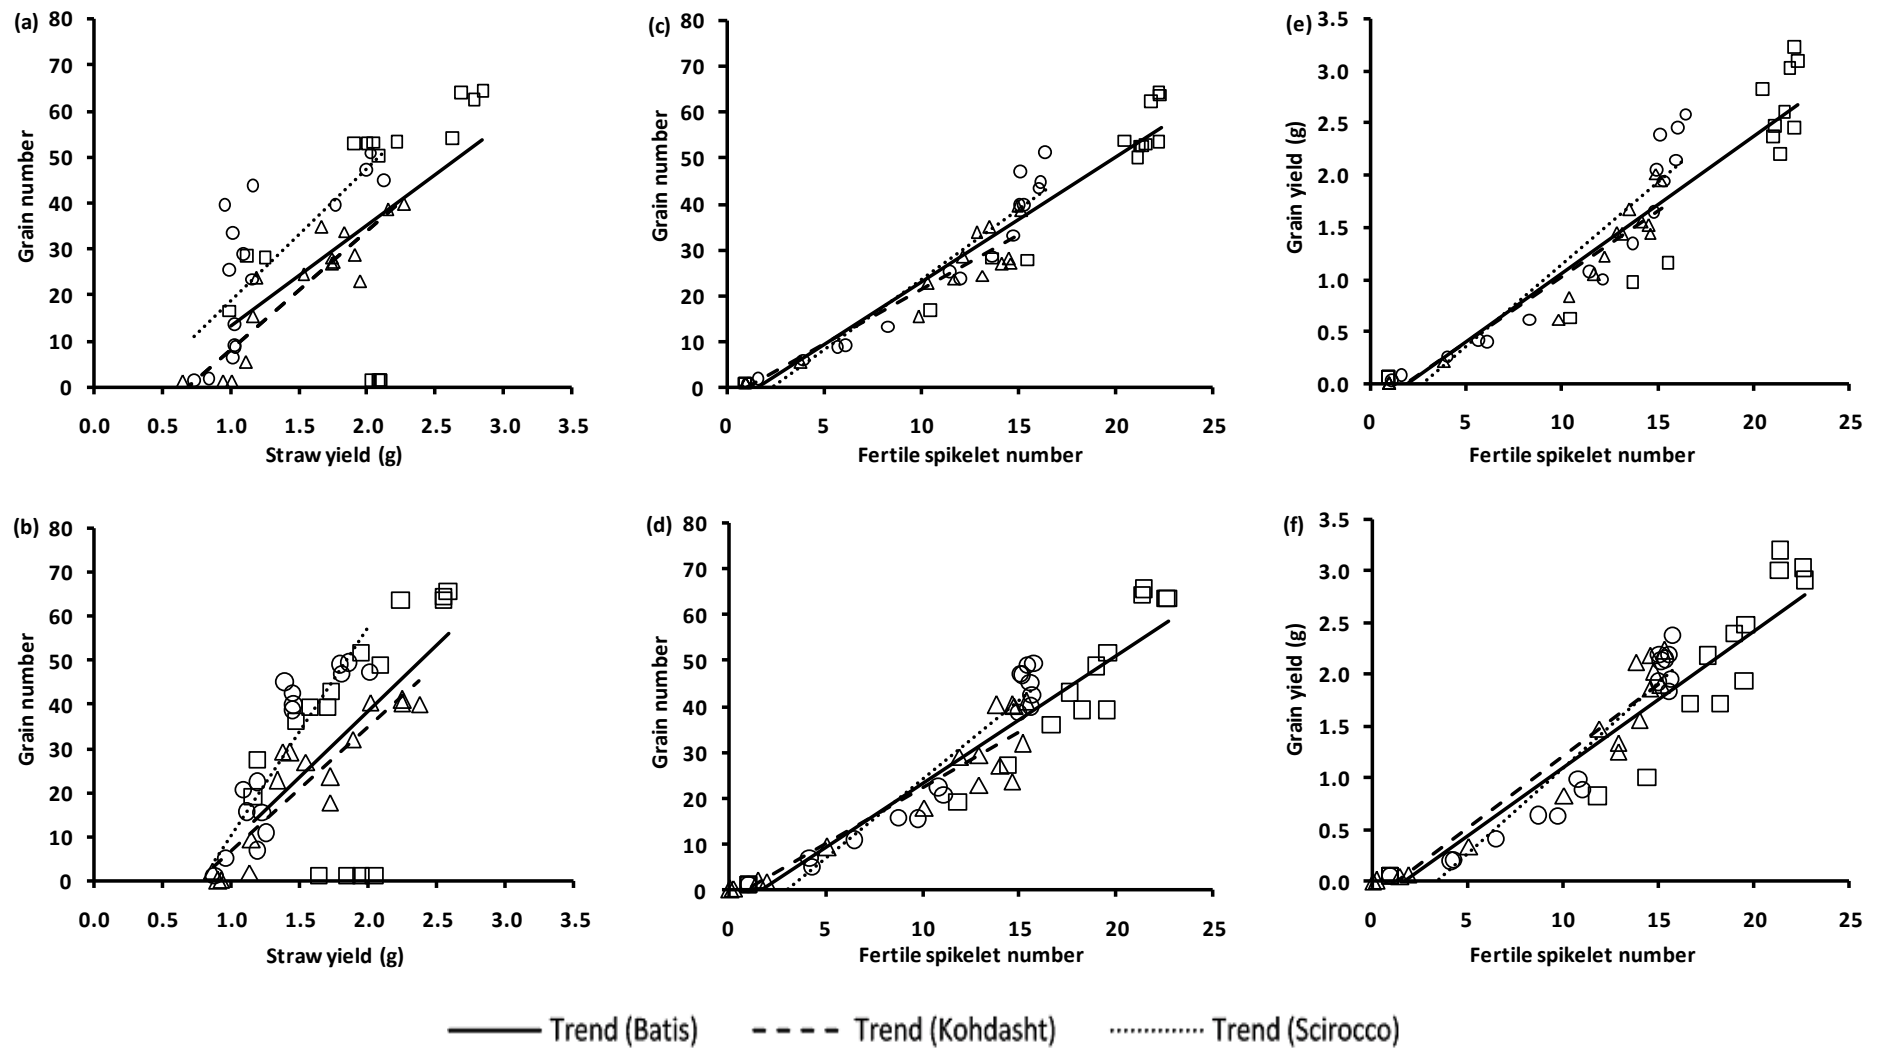 (a)
80
70
60
50
40
30
20
10
0
Grain number
0.0 0.5 1.0 1.5 2.0 2.5 3.0 3.5
Straw yield (g)
(c)
80
70
60
50
40
30
20
10
0
Grain number
0 5 10 15 20 25
Fertile spikelet number
(e)
3.5
3.0
2.5
2.0
1.5
1.0
0.5
0.0
Grain yield (g)
0 5 10 15 20 25
Fertile spikelet number
(b)
80
70
60
50
40
30
20
10
0
Grain number
0.0 0.5 1.0 1.5 2.0 2.5 3.0 3.5
Straw yield (g)
(d)
80
70
60
50
40
30
20
10
0
Grain number
0 5 10 15 20 25
Fertile spikelet number
(f)
3.5
3.0
2.5
2.0
1.5
1.0
0.5
0.0
Grain yield (g)
0 5 10 15 20 25
Fertile spikelet number
Trend (Batis) Trend (Kohdasht) Trend (Scirocco)